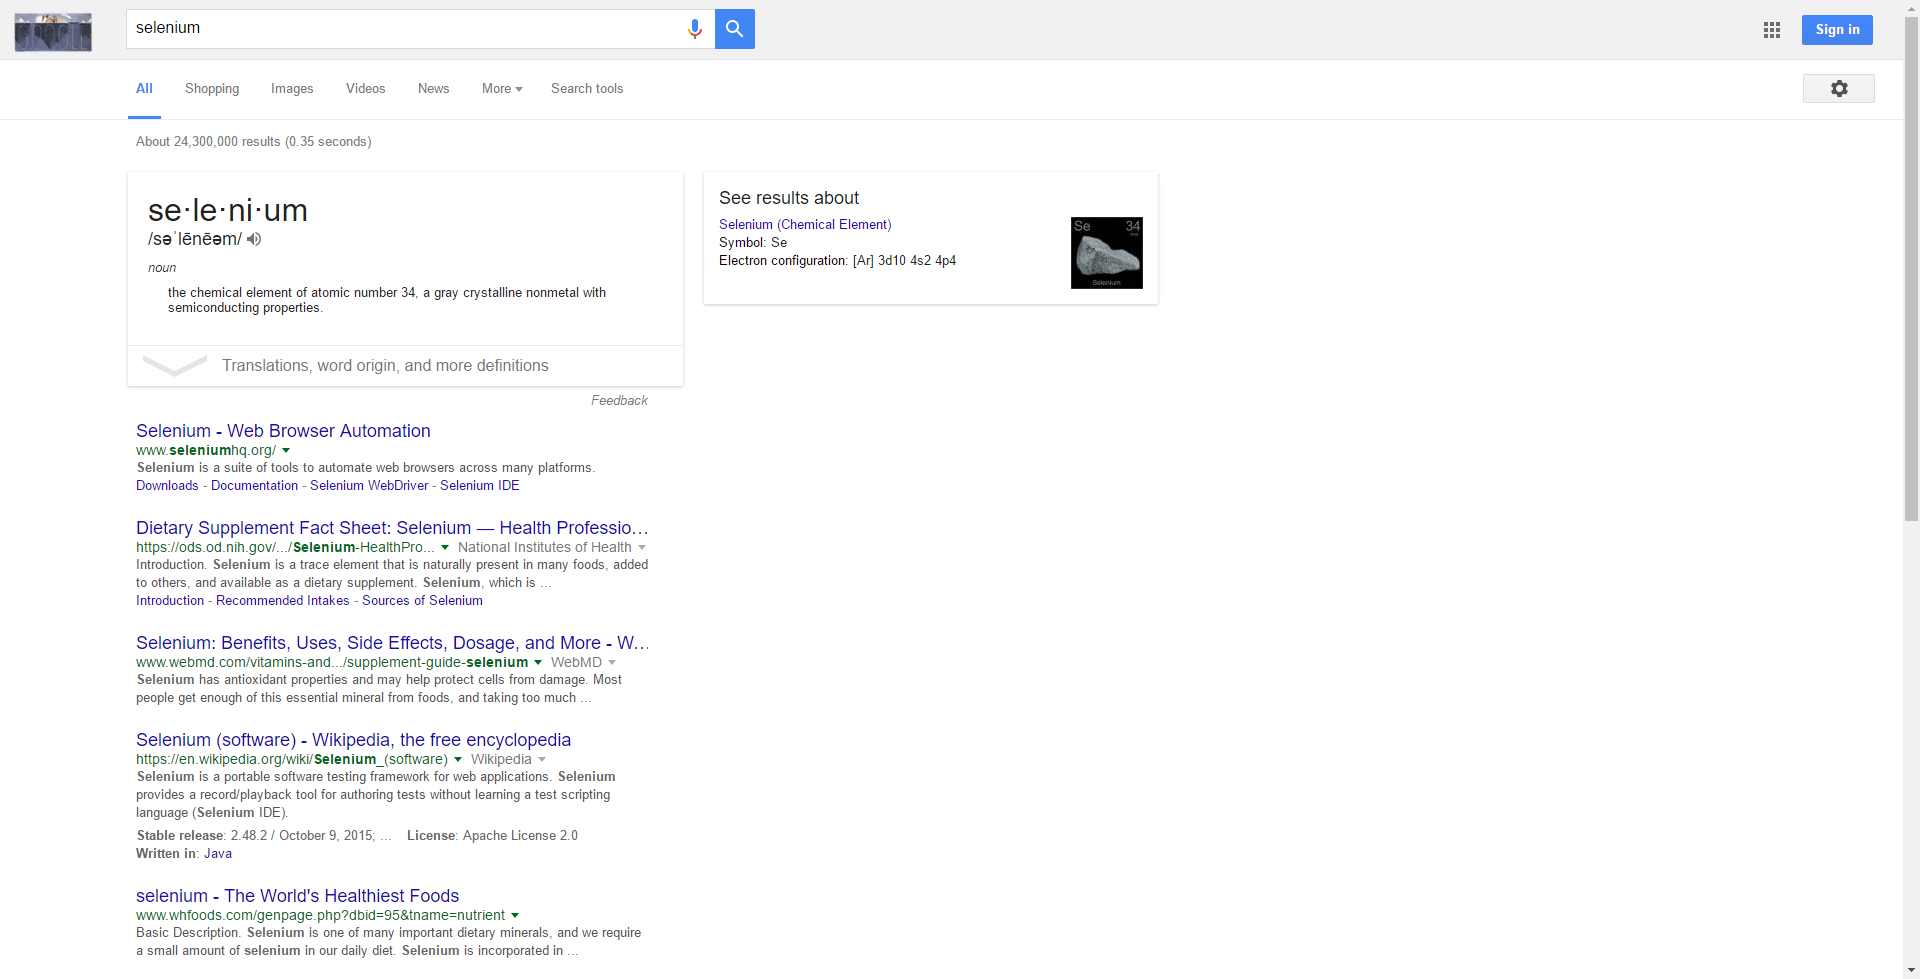 selenium
Sign in
All Shopping Images Videos News More Search tools
About 24,300,000 results (0.35 seconds)
se·le·ni·um
/səˈlēnēəm/
noun
the chemical element of atomic number 34, a gray crystalline nonmetal with
semiconducting properties.
Translations, word origin, and more definitions
Feedback
See results about
Selenium (Chemical Element)
Symbol: Se
Electron configuration: [Ar] 3d10 4s2 4p4
Se 34
Selenium
Selenium - Web Browser Automation
www.seleniumhq.org/
Selenium is a suite of tools to automate web browsers across many platforms.
Downloads - Documentation - Selenium WebDriver - Selenium IDE
Dietary Supplement Fact Sheet: Selenium — Health Professio...
https://ods.od.nih.gov/.../Selenium-HealthPro... National Institutes of Health
Introduction. Selenium is a trace element that is naturally present in many foods, added
to others, and available as a dietary supplement. Selenium, which is ...
Introduction - Recommended Intakes - Sources of Selenium
Selenium: Benefits, Uses, Side Effects, Dosage, and More - W...
www.webmd.com/vitamins-and.../supplement-guide-selenium WebMD
Selenium has antioxidant properties and may help protect cells from damage. Most
people get enough of this essential mineral from foods, and taking too much ...
Selenium (software) - Wikipedia, the free encyclopedia
https://en.wikipedia.org/wiki/Selenium_(software) Wikipedia
Selenium is a portable software testing framework for web applications. Selenium
provides a record/playback tool for authoring tests without learning a test scripting
language (Selenium IDE).
Stable release: 2.48.2 / October 9, 2015; ... License: Apache License 2.0
Written in: Java
selenium - The World's Healthiest Foods
www.whfoods.com/genpage.php?dbid=95&tname=nutrient
Basic Description. Selenium is one of many important dietary minerals, and we require
a small amount of selenium in our daily diet. Selenium is incorporated in ...